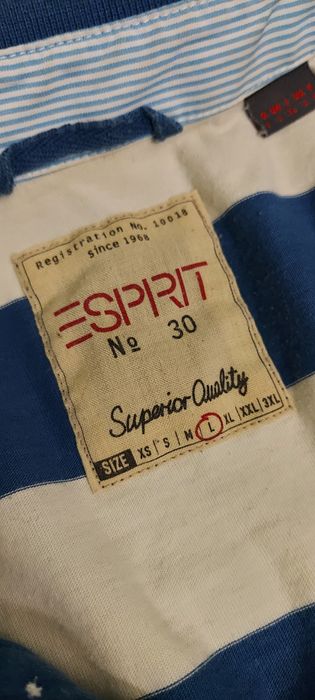 Registration No. 10018
Since 1968
ESPRIT
№ 30
Superior Quality
SIZE XS | S | M | L | XL | XXL | 3XL